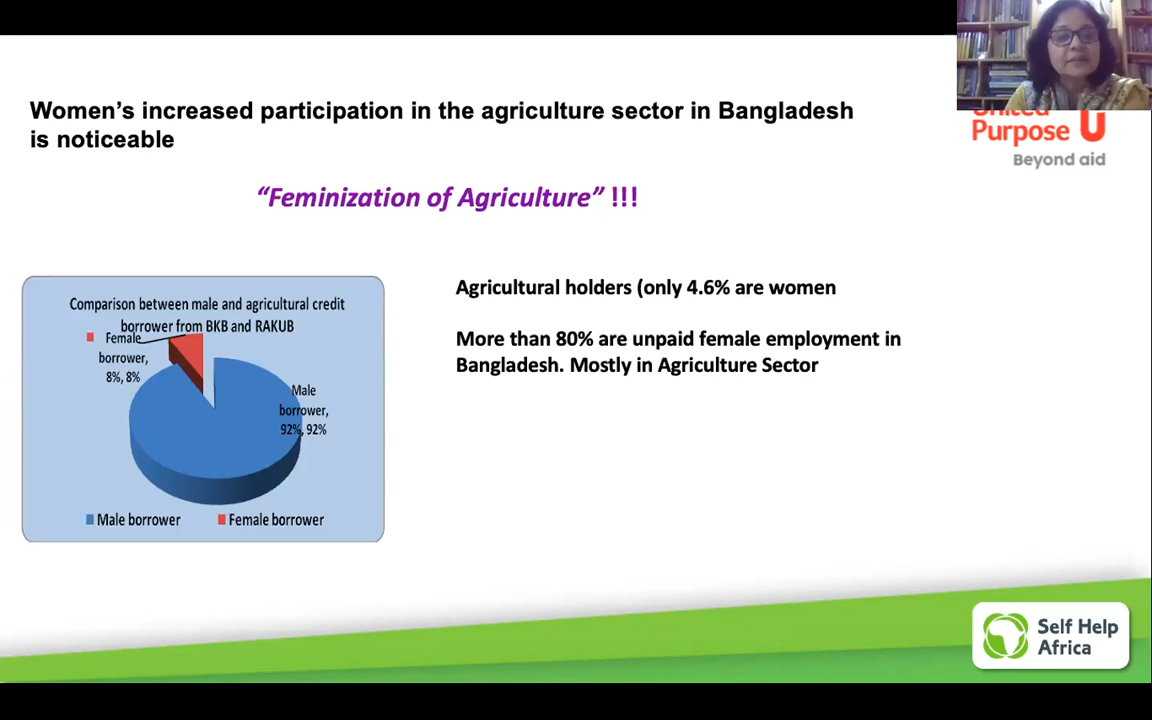 Women’s increased participation in the agriculture sector in Bangladesh
is noticeable
United
Purpose
Beyond aid
“Feminization of Agriculture” !!!
Comparison between male and agricultural credit
borrower from BKB and RAKUB
Female
borrower,
8%, 8%
Male
borrower,
92%, 92%
Male borrower
Female borrower
Agricultural holders (only 4.6% are women
More than 80% are unpaid female employment in
Bangladesh. Mostly in Agriculture Sector
Self Help
Africa